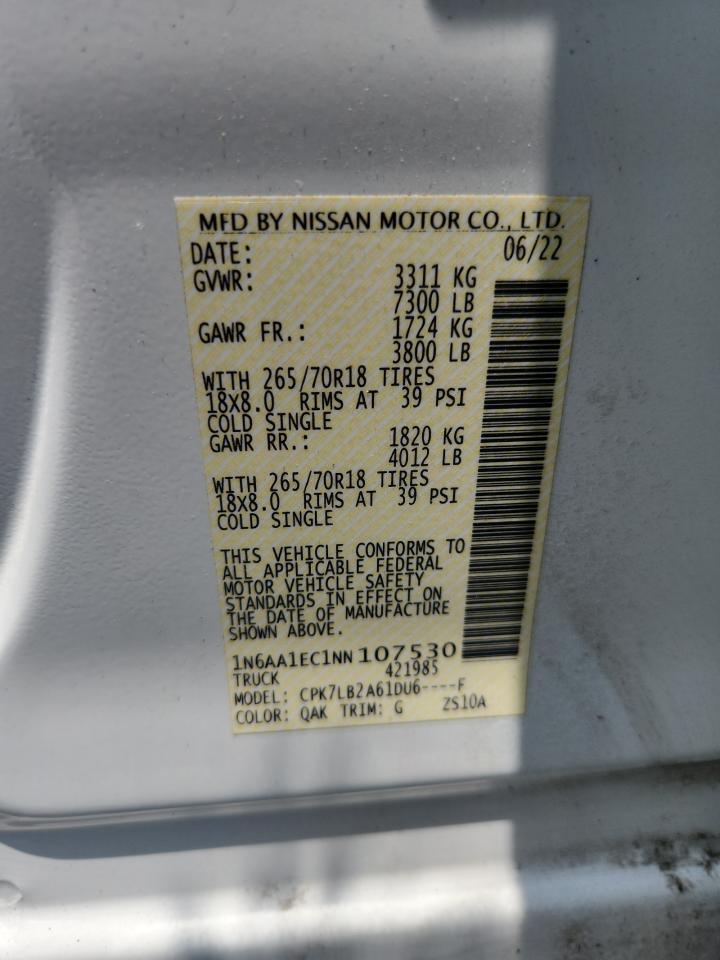 MFD BY NISSAN MOTOR CO., LTD.
DATE: 06/22
GVWR: 3311 KG
7300 LB
GAWR FR.: 1724 KG
3800 LB
WITH 265/70R18 TIRES
18X8.0 RIMS AT 39 PSI
COLD SINGLE
GAWR RR.: 1820 KG
4012 LB
WITH 265/70R18 TIRES
18X8.0 RIMS AT 39 PSI
COLD SINGLE
THIS VEHICLE CONFORMS TO
ALL APPLICABLE FEDERAL
MOTOR VEHICLE SAFETY
STANDARDS IN EFFECT ON
THE DATE OF MANUFACTURE
SHOWN ABOVE.
1N6AA1EC1NN107530
TRUCK 421985
MODEL: CPK7LB2A61DU6----F
COLOR: QAK TRIM: G ZS10A